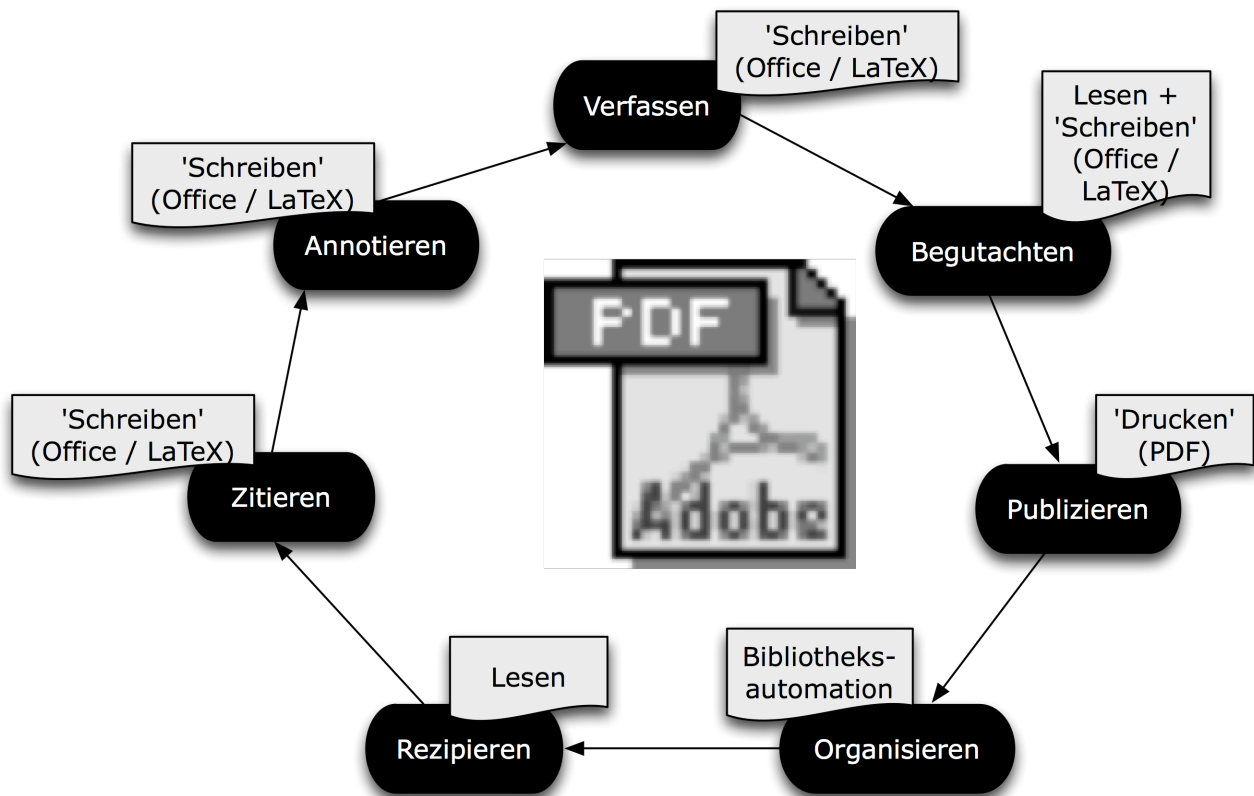 'Schreiben'
(Office / LaTeX)
Verfassen
Lesen +
'Schreiben'
(Office /
LaTeX)
Begutachten
'Drucken'
(PDF)
Publizieren
Bibliotheks-
automation
Organisieren
Lesen
Rezipieren
'Schreiben'
(Office / LaTeX)
Zitieren
'Schreiben'
(Office / LaTeX)
Annotieren
PDF
Adobe